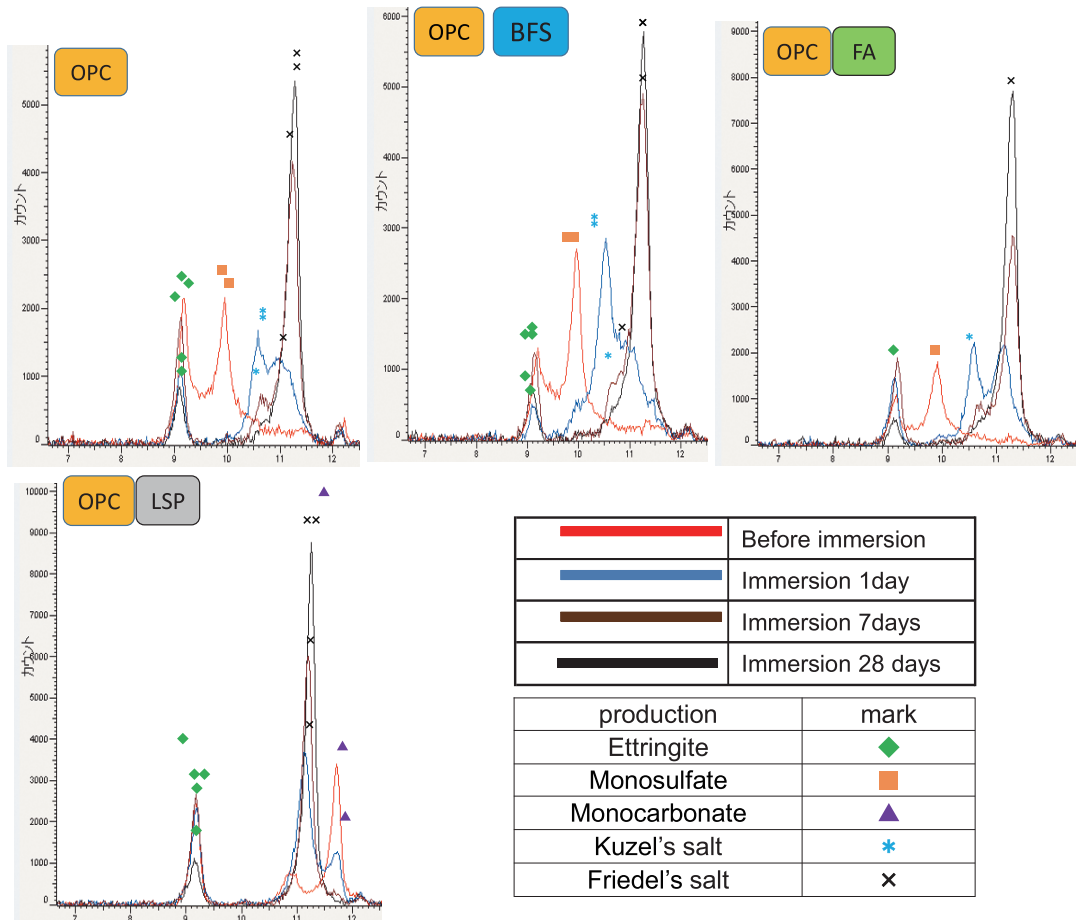 OPC
カウント
5000
4000
3000
2000
1000
0
7 8 9 10 11 12
OPC BFS
カウント
6000
5000
4000
3000
2000
1000
0
7 8 9 10 11 12
OPC FA
カウント
9000
8000
7000
6000
5000
4000
3000
2000
1000
0
7 8 9 10 11 12
OPC LSP
カウント
10000
9000
8000
7000
6000
5000
4000
3000
2000
1000
0
7 8 9 10 11 12
Before immersion
Immersion 1day
Immersion 7days
Immersion 28 days
production mark
Ettringite
Monosulfate
Monocarbonate
Kuzel's salt
Friedel's salt